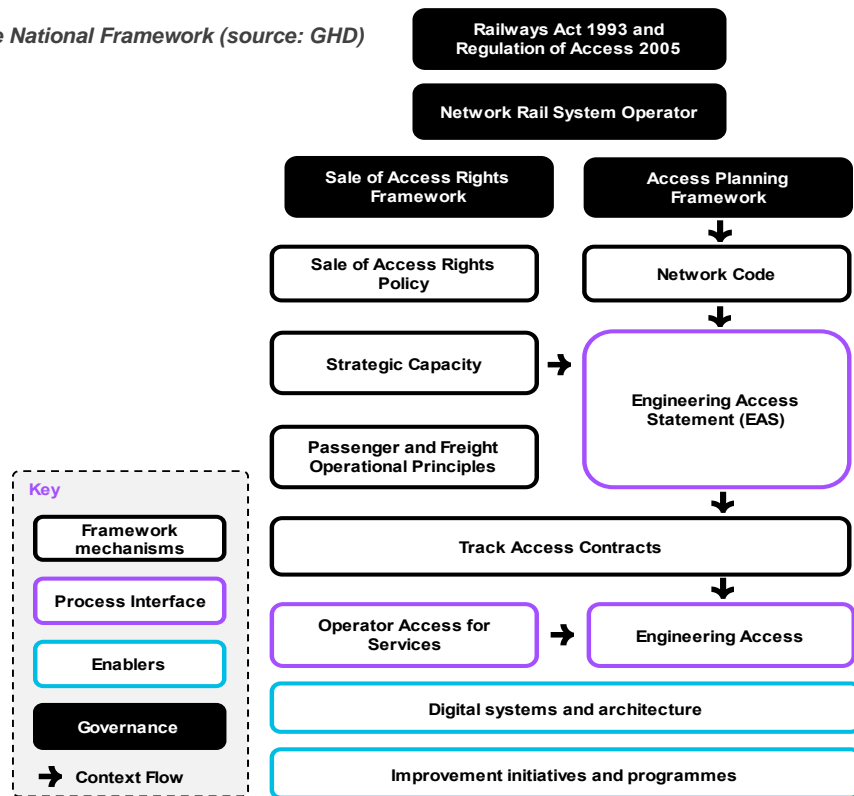 e National Framework (source: GHD)
Railways Act 1993 and
Regulation of Access 2005
Network Rail System Operator
Sale of Access Rights
Framework
Access Planning
Framework
Sale of Access Rights
Policy
Network Code
Strategic Capacity
Engineering Access
Statement (EAS)
Passenger and Freight
Operational Principles
Track Access Contracts
Operator Access for
Services
Engineering Access
Digital systems and architecture
Improvement initiatives and programmes
Key
Framework
mechanisms
Process Interface
Enablers
Governance
Context Flow